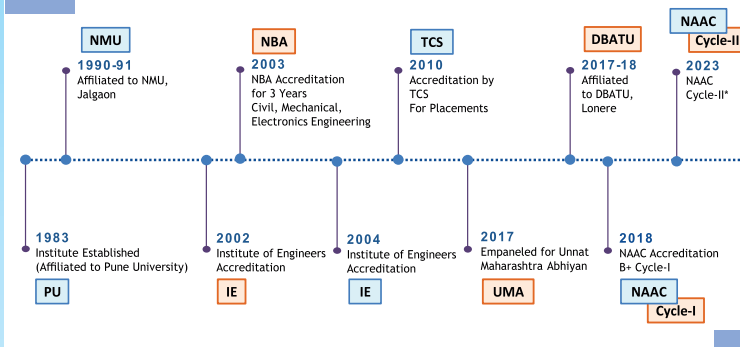 NMU
1990-91
Affiliated to NMU,
Jalgaon
NBA
2003
NBA Accreditation
for 3 Years
Civil, Mechanical,
Electronics Engineering
TCS
2010
Accreditation by
TCS
For Placements
DBATU
2017-18
Affiliated
to DBATU,
Lonere
NAAC
Cycle-II
2023
NAAC
Cycle-II*
1983
Institute Established
(Affiliated to Pune University)
PU
2002
Institute of Engineers
Accreditation
IE
2004
Institute of Engineers
Accreditation
IE
2017
Empaneled for Unnat
Maharashtra Abhiyan
UMA
2018
NAAC Accreditation
B+ Cycle-I
NAAC
Cycle-I